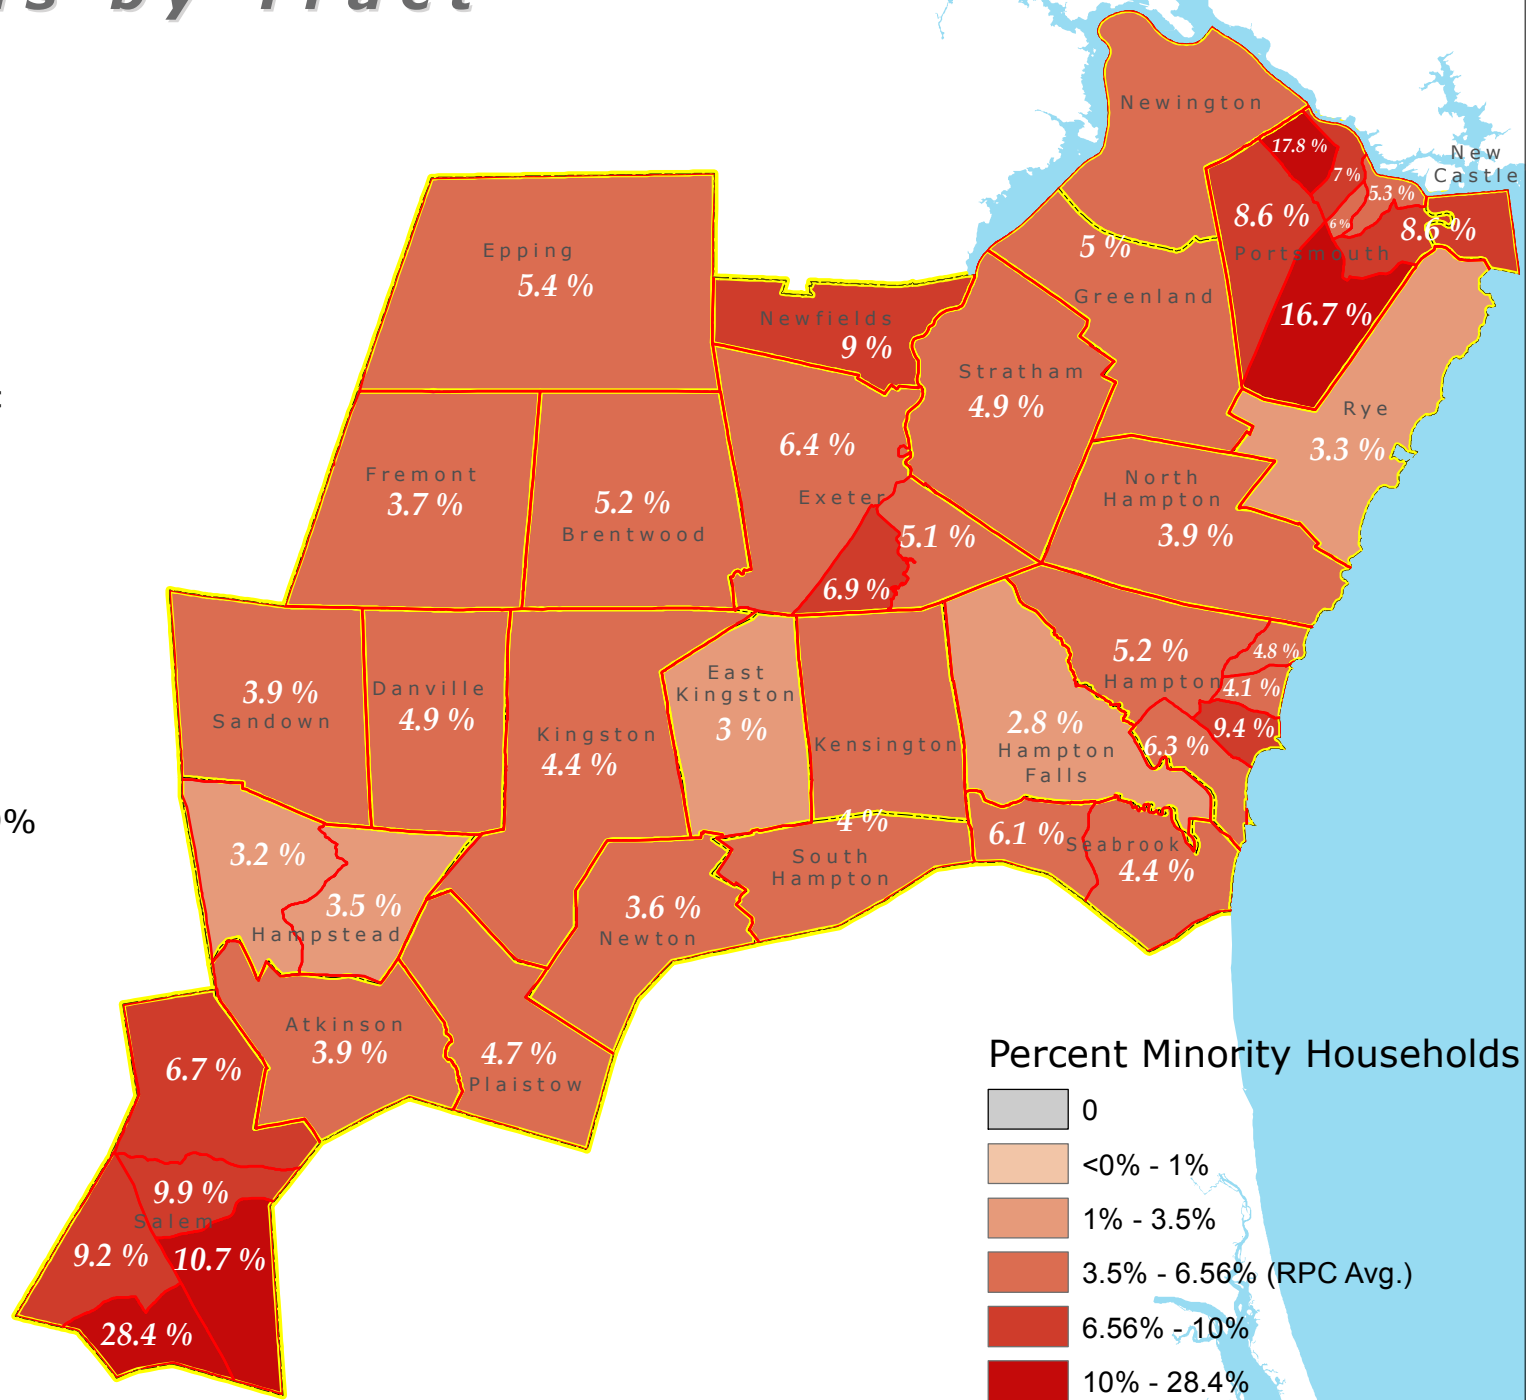 by Tract
Newington
17.8 %
New
Castle
7 %
5.3 %
8.6 %
6 %
8.6 %
Portsmouth
5 %
Epping
5.4 %
Greenland
16.7 %
Newfields
9 %
Stratham
4.9 %
Rye
3.3 %
6.4 %
Exeter
Fremont
3.7 %
5.2 %
Brentwood
North
Hampton
3.9 %
5.1 %
6.9 %
5.2 %
Hampton
4.8 %
4.1 %
9.4 %
6.3 %
3.9 %
Sandown
Danville
4.9 %
Kingston
4.4 %
East
Kingston
3 %
Kensington
2.8 %
Hampton
Falls
4 %
South
Hampton
6.1 %
Seabrook
4.4 %
%
3.2 %
3.5 %
Hampstead
3.6 %
Newton
Atkinson
3.9 %
4.7 %
Plaistow
6.7 %
9.9 %
Salem
9.2 %
10.7 %
28.4 %
Percent Minority Households
0
<0% - 1%
1% - 3.5%
3.5% - 6.56% (RPC Avg.)
6.56% - 10%
10% - 28.4%